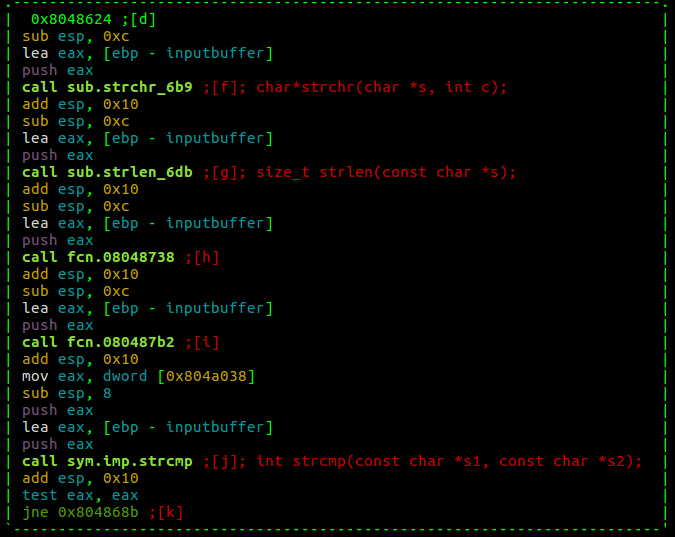 0x8048624 ;[d]
sub esp, 0xc
lea eax, [ebp - inputbuffer]
push eax
call sub.strchr_6b9 ;[f]; char*strchr(char *s, int c);
add esp, 0x10
sub esp, 0xc
lea eax, [ebp - inputbuffer]
push eax
call sub.strlen_6db ;[g]; size_t strlen(const char *s);
add esp, 0x10
sub esp, 0xc
lea eax, [ebp - inputbuffer]
push eax
call fcn.08048738 ;[h]
add esp, 0x10
sub esp, 0xc
lea eax, [ebp - inputbuffer]
push eax
call fcn.080487b2 ;[i]
add esp, 0x10
mov eax, dword [0x804a038]
sub esp, 8
push eax
lea eax, [ebp - inputbuffer]
push eax
call sym.imp.strcmp ;[j]; int strcmp(const char *s1, const char *s2);
add esp, 0x10
test eax, eax
jne 0x804868b ;[k]